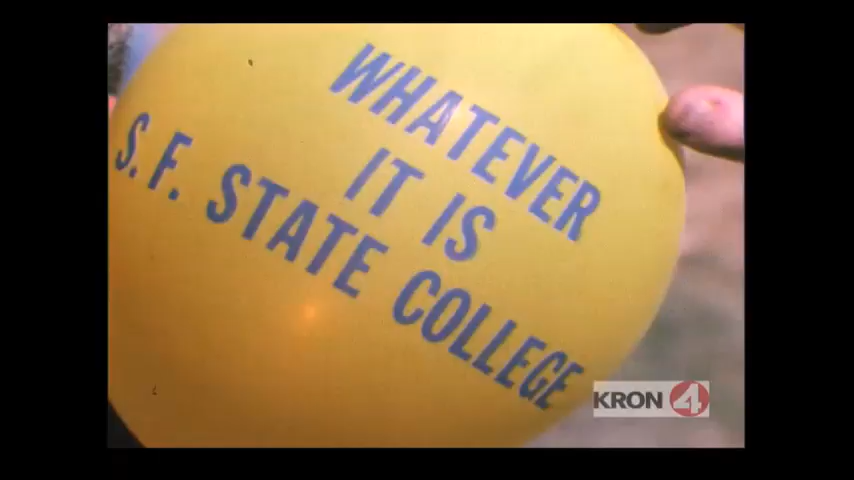 WHATEVER
IT IS
S.F. STATE COLLEGE
KRON 4